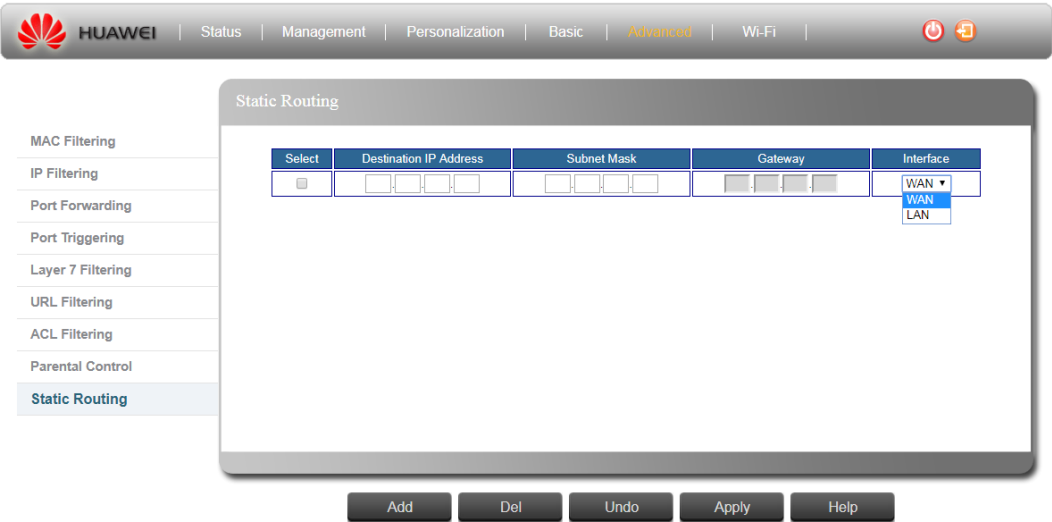 HUAWEI Status Management Personalization Basic Advanced Wi-Fi
Static Routing
MAC Filtering
IP Filtering
Port Forwarding
Port Triggering
Layer 7 Filtering
URL Filtering
ACL Filtering
Parental Control
Static Routing
Select Destination IP Address Subnet Mask Gateway Interface
. . . . . . . . . WAN
WAN
LAN
Add Del Undo Apply Help